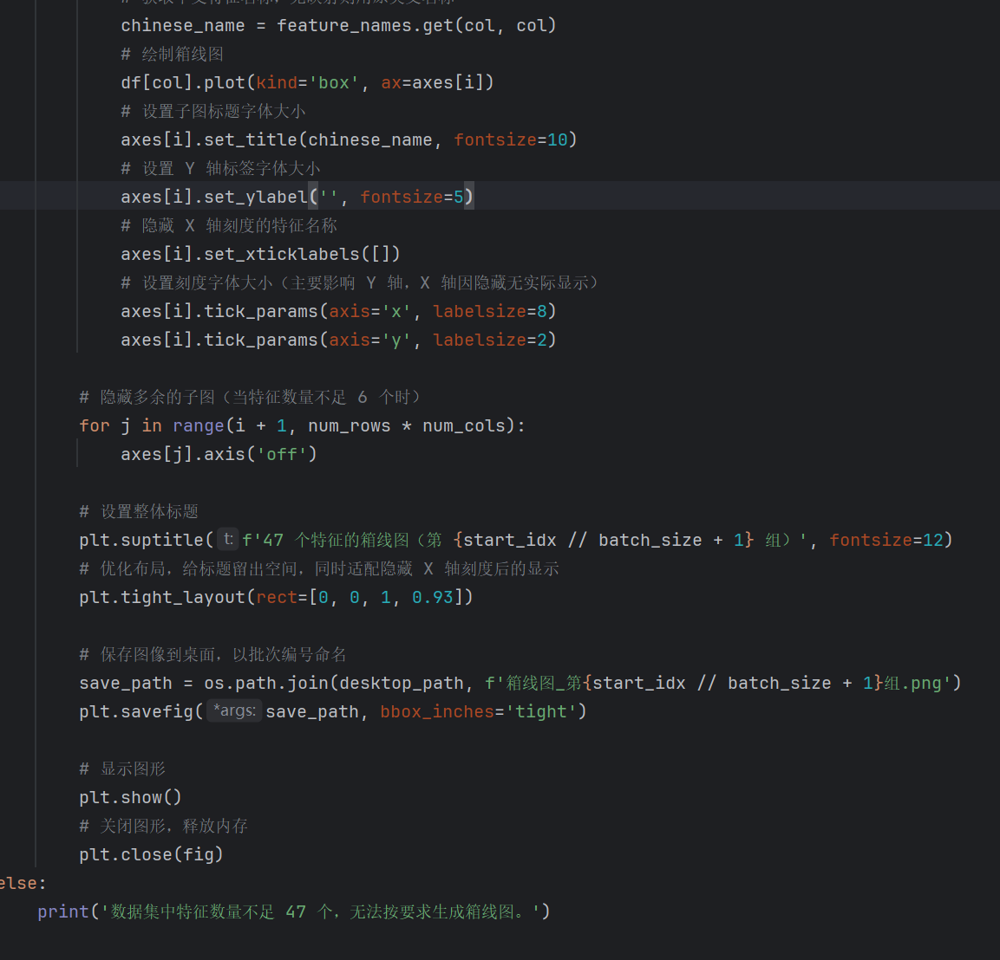 chinese_name = feature_names.get(col, col)
# 绘制箱线图
df[col].plot(kind='box', ax=axes[i])
# 设置子图标题字体大小
axes[i].set_title(chinese_name, fontsize=10)
# 设置 Y 轴标签字体大小
axes[i].set_ylabel('', fontsize=5)
# 隐藏 X 轴刻度的特征名称
axes[i].set_xticklabels([])
# 设置刻度字体大小（主要影响 Y 轴，X 轴因隐藏无实际显示）
axes[i].tick_params(axis='x', labelsize=8)
axes[i].tick_params(axis='y', labelsize=2)
# 隐藏多余的子图（当特征数量不足 6 个时）
for j in range(i + 1, num_rows * num_cols):
axes[j].axis('off')
# 设置整体标题
plt.suptitle( t: f'47 个特征的箱线图（第 {start_idx // batch_size + 1} 组）', fontsize=12)
# 优化布局，给标题留出空间，同时适配隐藏 X 轴刻度后的显示
plt.tight_layout(rect=[0, 0, 1, 0.93])
# 保存图像到桌面，以批次编号命名
save_path = os.path.join(desktop_path, f'箱线图_第{start_idx // batch_size + 1}组.png')
plt.savefig( *args: save_path, bbox_inches='tight')
# 显示图形
plt.show()
# 关闭图形，释放内存
plt.close(fig)
else:
print('数据集中特征数量不足 47 个，无法按要求生成箱线图。')